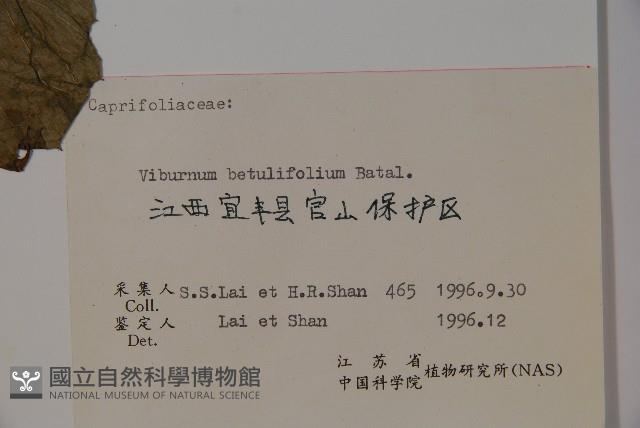 Caprifoliaceae:
Viburnum betulifolium Batal.
江西宜丰县官山保护区
采集人 S.S.Lai et H.R.Shan 465 1996.9.30
Coll.
鉴定人 Lai et Shan 1996.12
Det.
江苏省
中国科学院 植物研究所(NAS)
國立自然科學博物館
NATIONAL MUSEUM OF NATURAL SCIENCE